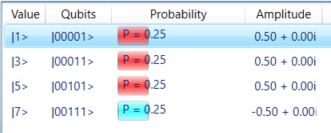 Value Qubits Probability Amplitude
|1> |00001> P = 0.25 0.50 + 0.00i
|3> |00011> P = 0.25 0.50 + 0.00i
|5> |00101> P = 0.25 0.50 + 0.00i
|7> |00111> P = 0.25 -0.50 + 0.00i